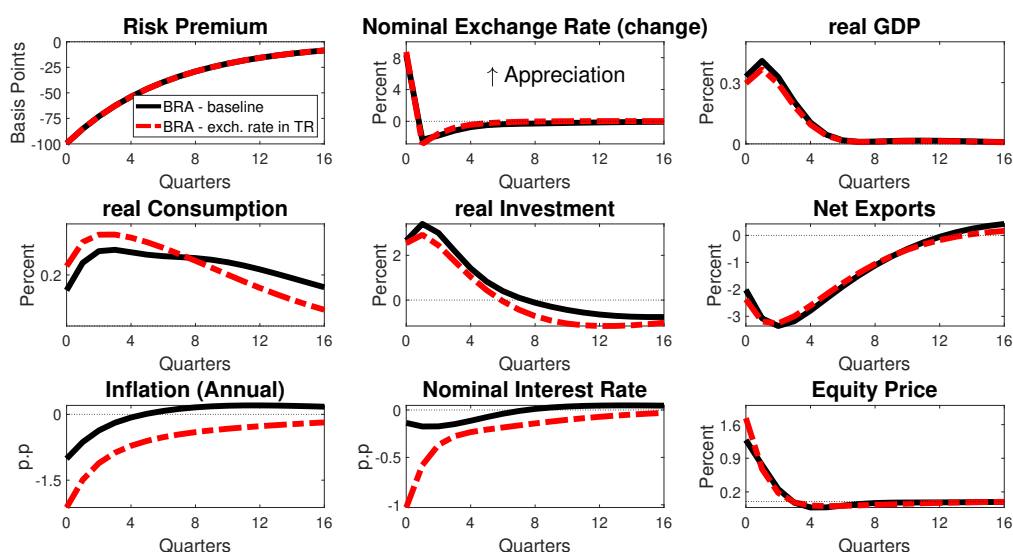 Risk Premium
Basis Points
0
-25
-50
-75
-100
BRA - baseline
BRA - exch. rate in TR
0 4 8 12 16
Quarters
Nominal Exchange Rate (change)
Percent
8
4
0
↑ Appreciation
0 4 8 12 16
Quarters
real GDP
Percent
0.3
0
0 4 8 12 16
Quarters
real Consumption
Percent
0.2
0 4 8 12 16
Quarters
real Investment
Percent
2
0
0 4 8 12 16
Quarters
Net Exports
Percent
0
-1
-2
-3
0 4 8 12 16
Quarters
Inflation (Annual)
p.p
0
-1.5
0 4 8 12 16
Quarters
Nominal Interest Rate
p.p
0
-0.5
-1
0 4 8 12 16
Quarters
Equity Price
Percent
1.6
0.9
0.2
0 4 8 12 16
Quarters